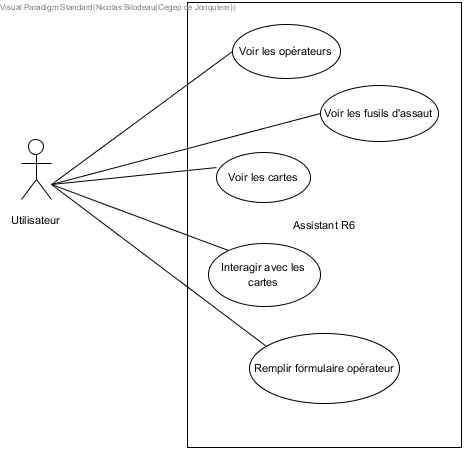 Visual Paradigm Standard(Nicolas Bilodeau(Cegep de Jonquiere))
Voir les opérateurs
Voir les fusils d'assaut
Voir les cartes
Utilisateur
Assistant R6
Interagir avec les
cartes
Remplir formulaire opérateur